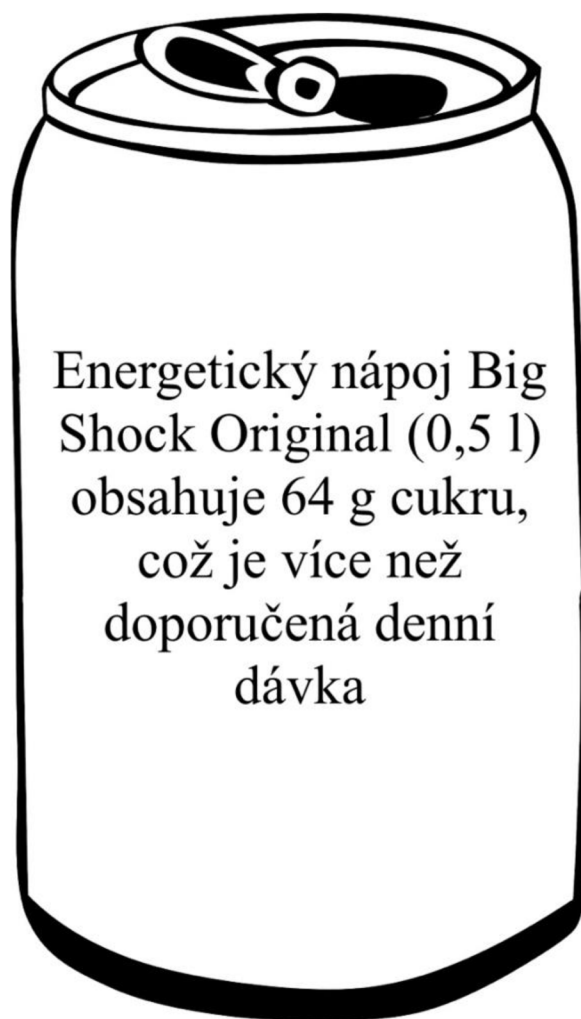 Energetický nápoj Big
Shock Original (0,5 l)
obsahuje 64 g cukru,
což je více než
doporučená denní
dávka